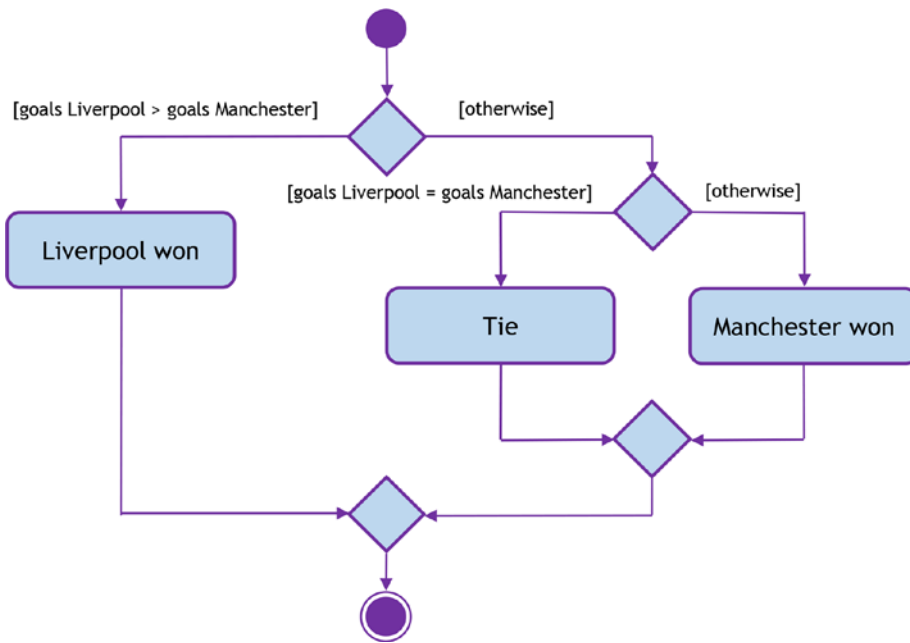 [goals Liverpool > goals Manchester]
[otherwise]
[goals Liverpool = goals Manchester]
[otherwise]
Liverpool won
Tie
Manchester won